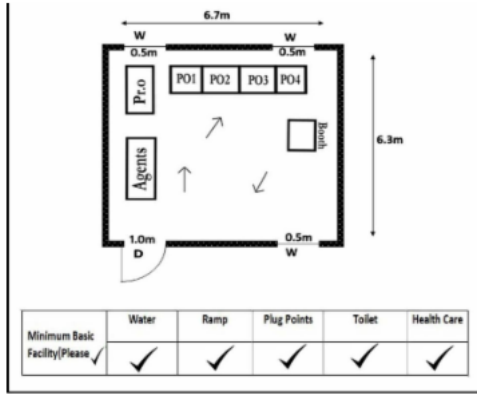 6.7m
W W
0.5m 0.5m
Pr.o PO1 PO2 PO3 PO4
Booth
6.3m
Agents
1.0m 0.5m
D W
Water Ramp Plug Points Toilet Health Care
Minimum Basic
Facility(Please ✓ ✓ ✓ ✓ ✓ ✓